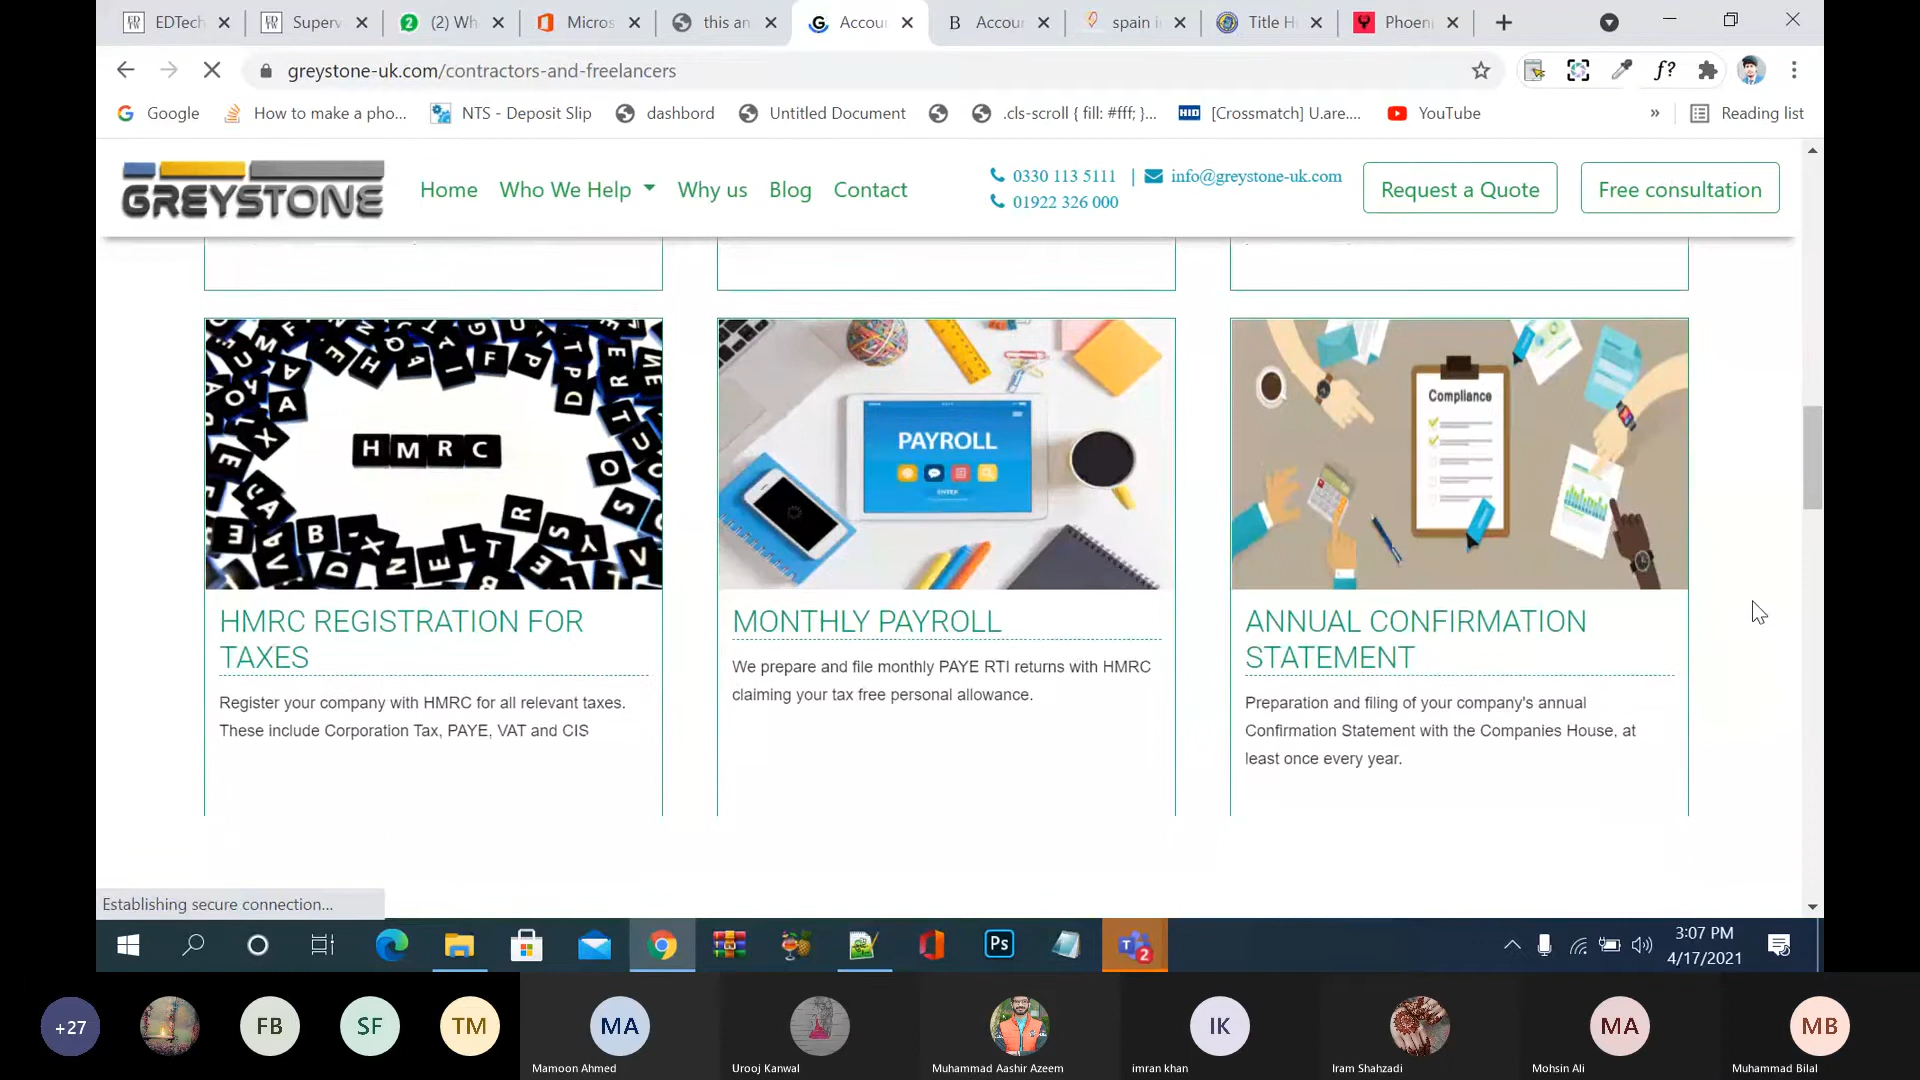 EDTech
Superv
(2) Wh
Micros
this an
Accou
Accou
spain i
Title H
Phoeni
greystone-uk.com/contractors-and-freelancers
f?
Google
How to make a pho...
NTS - Deposit Slip
dashbord
Untitled Document
.cls-scroll { fill: #fff; }...
HID
[Crossmatch] U.are....
YouTube
»
Reading list
GREYSTONE
Home
Who We Help
Why us
Blog
Contact
0330 113 5111 |
info@greystone-uk.com
01922 326 000
Request a Quote
Free consultation
HMRC
PAYROLL
ENTER
Compliance
HMRC REGISTRATION FOR
TAXES
Register your company with HMRC for all relevant taxes.
These include Corporation Tax, PAYE, VAT and CIS
MONTHLY PAYROLL
We prepare and file monthly PAYE RTI returns with HMRC
claiming your tax free personal allowance.
ANNUAL CONFIRMATION
STATEMENT
Preparation and filing of your company's annual
Confirmation Statement with the Companies House, at
least once every year.
Establishing secure connection...
Ps
2
3:07 PM
4/17/2021
+27
FB
SF
TM
MA
Mamoon Ahmed
Urooj Kanwal
Muhammad Aashir Azeem
IK
imran khan
Iram Shahzadi
MA
Mohsin Ali
MB
Muhammad Bilal